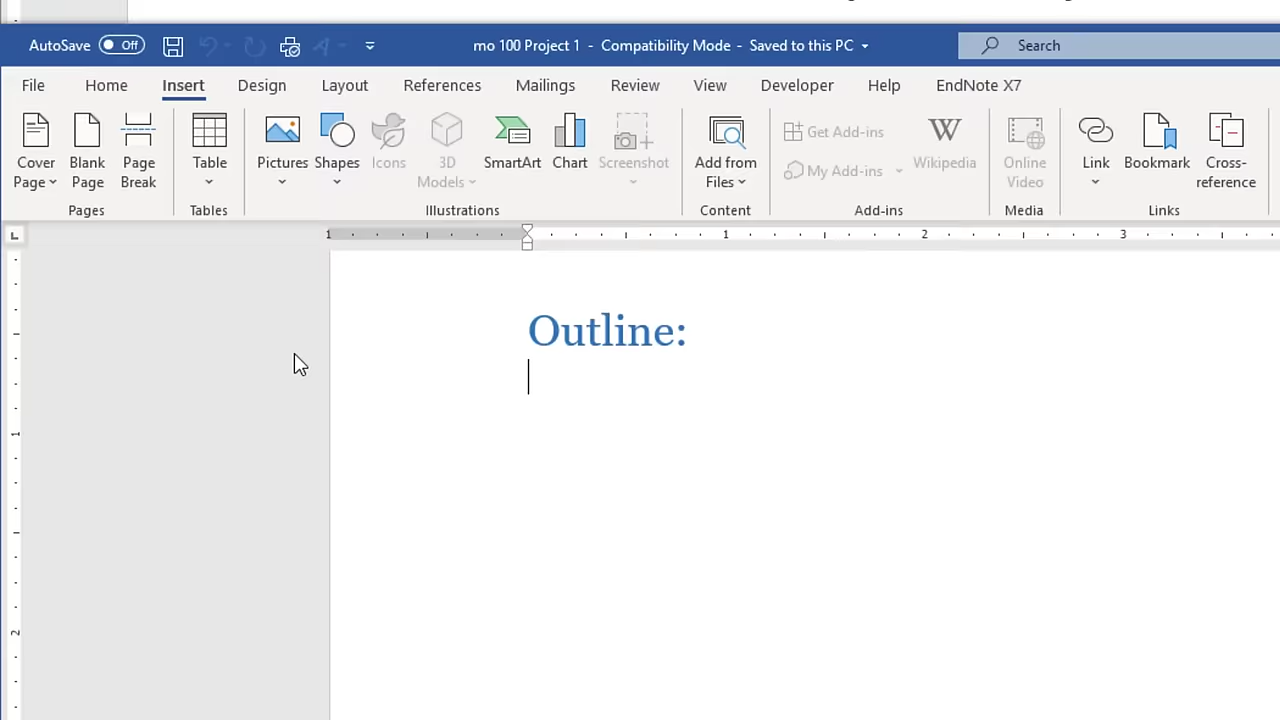 AutoSave Off mo 100 Project 1 - Compatibility Mode - Saved to this PC Search
File Home Insert Design Layout References Mailings Review View Developer Help EndNote X7
Cover Page Blank Page Page Break Table Pictures Shapes Icons 3D Models SmartArt Chart Screenshot Add from Files Get Add-ins My Add-ins Wikipedia Online Video Link Bookmark Cross-reference
Pages Tables Illustrations Content Add-ins Media Links
1 1 2 3
Outline:
1
2